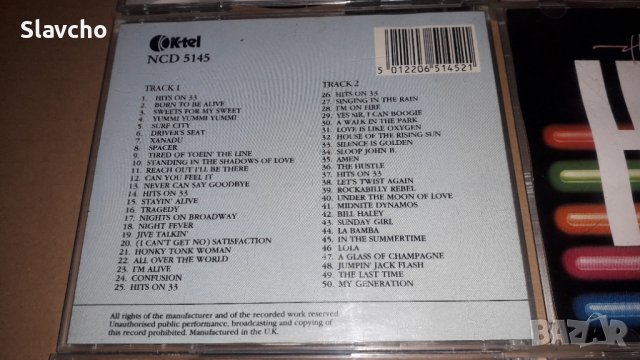 Slavcho
K-tel
NCD 5145
5 012206 514521
TRACK 1
1. HITS ON 33
2. BORN TO BE ALIVE
3. SWEETS FOR MY SWEET
4. YUMMI YUMMI YUMMI
5. SURF CITY
6. DRIVER'S SEAT
7. XANADU
8. SPACER
9. TIRED OF TOEIN' THE LINE
10. STANDING IN THE SHADOWS OF LOVE
11. REACH OUT I'LL BE THERE
12. CAN YOU FEEL IT
13. NEVER CAN SAY GOODBYE
14. HITS ON 33
15. STAYIN' ALIVE
16. TRAGEDY
17. NIGHTS ON BROADWAY
18. NIGHT FEVER
19. JIVE TALKIN'
20. (I CAN'T GET NO) SATISFACTION
21. HONKY TONK WOMAN
22. ALL OVER THE WORLD
23. I'M ALIVE
24. CONFUSION
25. HITS ON 33
TRACK 2
26. HITS ON 33
27. SINGING IN THE RAIN
28. I'M ON FIRE
29. YES SIR, I CAN BOOGIE
30. A WALK IN THE PARK
31. LOVE IS LIKE OXYGEN
32. HOUSE OF THE RISING SUN
33. SILENCE IS GOLDEN
34. SLOOP JOHN B.
35. AMEN
36. THE HUSTLE
37. HITS ON 33
38. LET'S TWIST AGAIN
39. ROCKABILLY REBEL
40. UNDER THE MOON OF LOVE
41. MIDNITE DYNAMOS
42. BILL HALEY
43. SUNDAY GIRL
44. LA BAMBA
45. IN THE SUMMERTIME
46. LOLA
47. A GLASS OF CHAMPAGNE
48. JUMPIN' JACK FLASH
49. THE LAST TIME
50. MY GENERATION
All rights of the manufacturer and of the recorded work reserved
Unauthorised public performance, broadcasting and copying of
this record prohibited. Manufactured in the U.K.
BAZAR